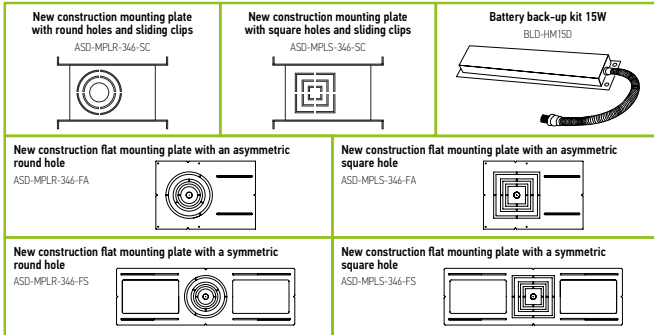 New construction mounting plate
with round holes and sliding clips
ASD-MPLR-346-SC
New construction mounting plate
with square holes and sliding clips
ASD-MPLS-346-SC
Battery back-up kit 15W
BLD-HM15D
New construction flat mounting plate with an asymmetric
round hole
ASD-MPLR-346-FA
New construction flat mounting plate with an asymmetric
square hole
ASD-MPLS-346-FA
New construction flat mounting plate with a symmetric
round hole
ASD-MPLR-346-FS
New construction flat mounting plate with a symmetric
square hole
ASD-MPLS-346-FS